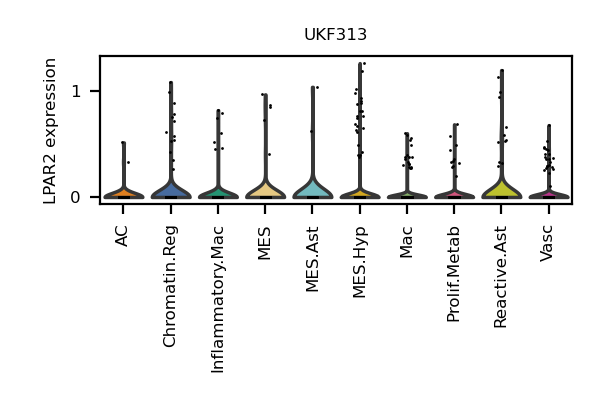 UKF313
LPAR2 expression
1
0
AC
Chromatin.Reg
Inflammatory.Mac
MES
MES.Ast
MES.Hyp
Mac
Prolif.Metab
Reactive.Ast
Vasc